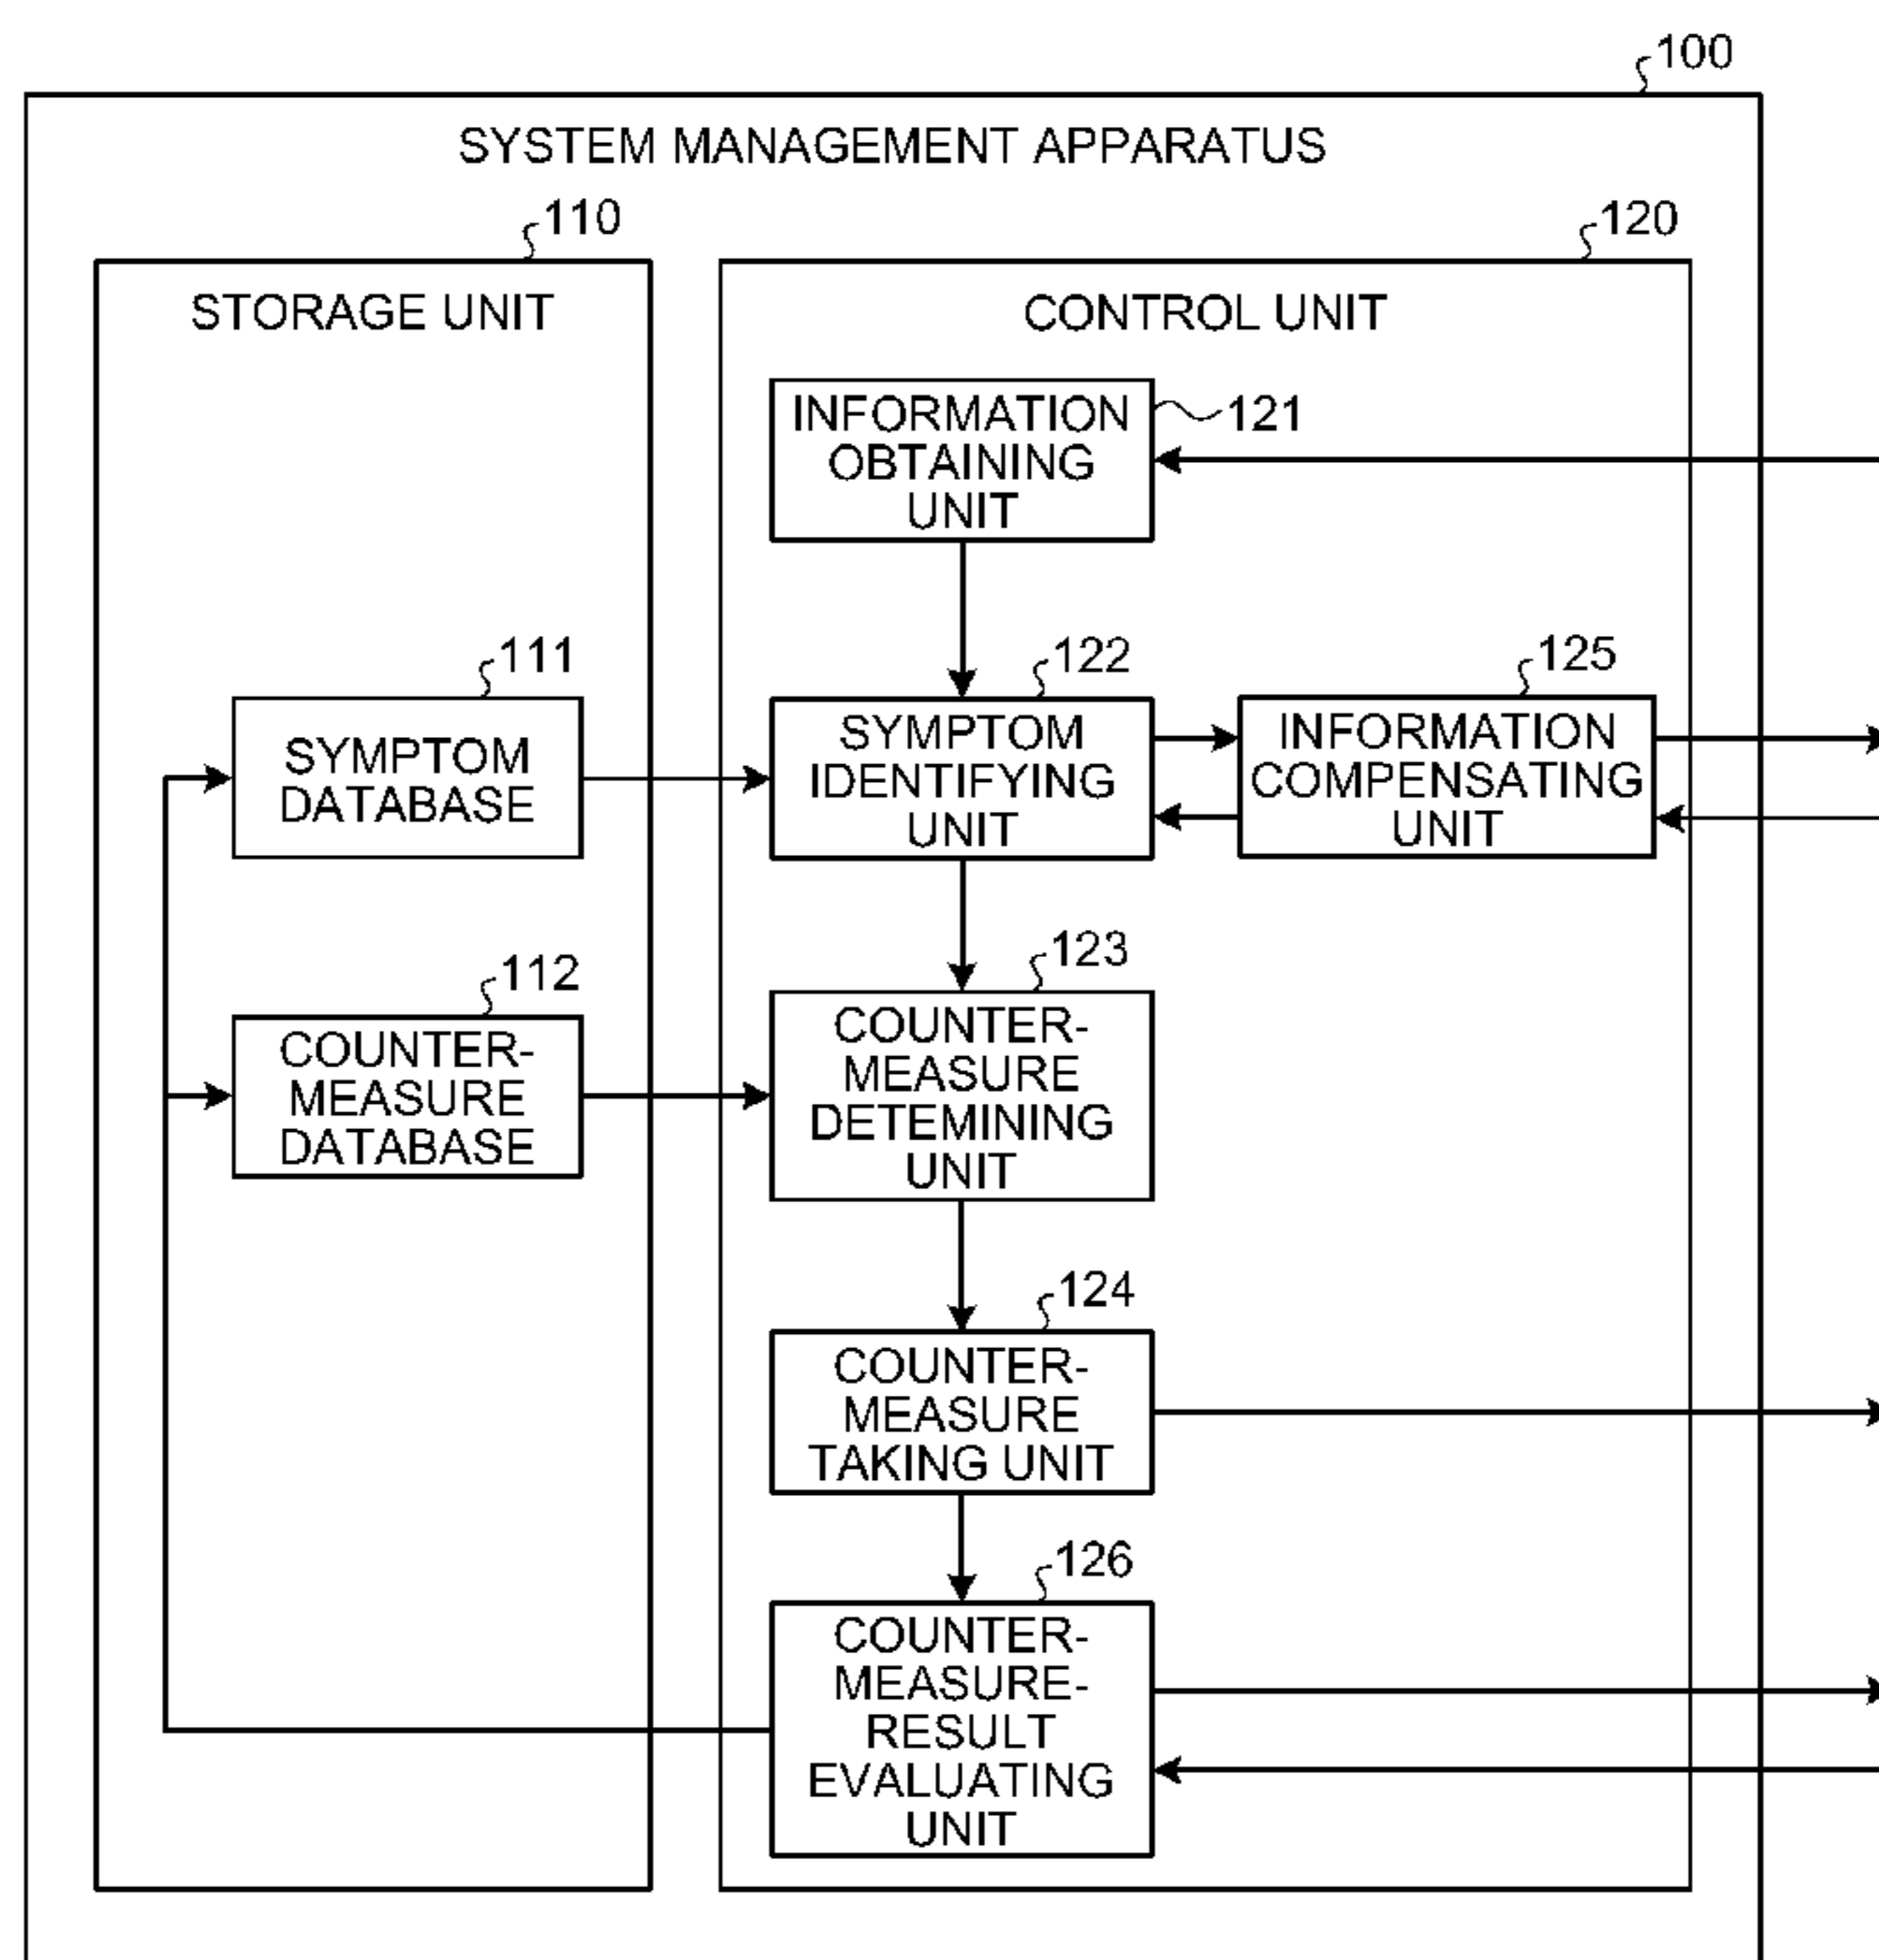 100
SYSTEM MANAGEMENT APPARATUS
110
STORAGE UNIT
111
SYMPTOM
DATABASE
112
COUNTER-
MEASURE
DATABASE
120
CONTROL UNIT
INFORMATION
OBTAINING
UNIT
121
122
SYMPTOM
IDENTIFYING
UNIT
125
INFORMATION
COMPENSATING
UNIT
123
COUNTER-
MEASURE
DETEMINING
UNIT
124
COUNTER-
MEASURE
TAKING UNIT
126
COUNTER-
MEASURE-
RESULT
EVALUATING
UNIT